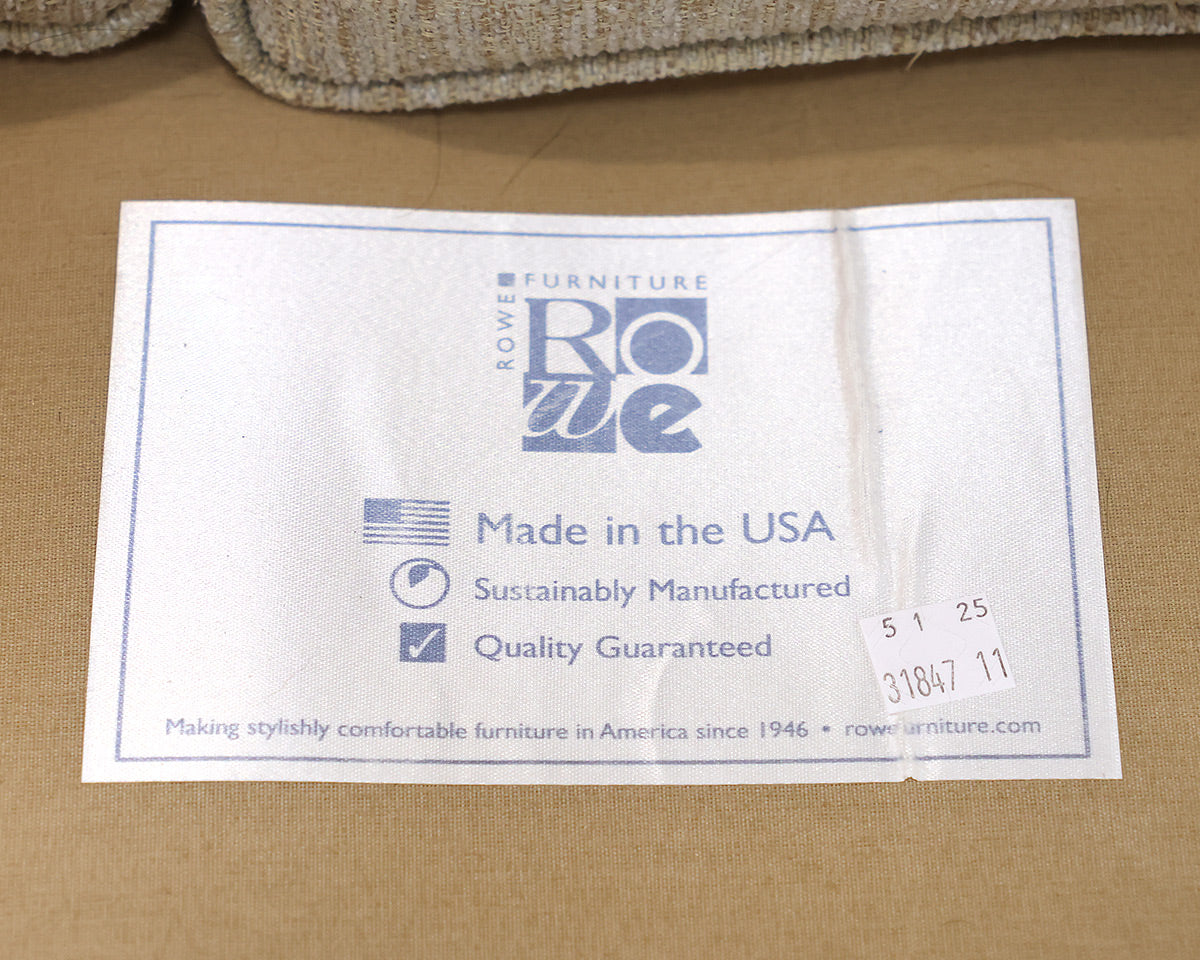 FURNITURE
ROWE
Rowe
Made in the USA
Sustainably Manufactured
Quality Guaranteed
5 1 25
31847 11
Making stylishly comfortable furniture in America since 1946 • rowefurniture.com